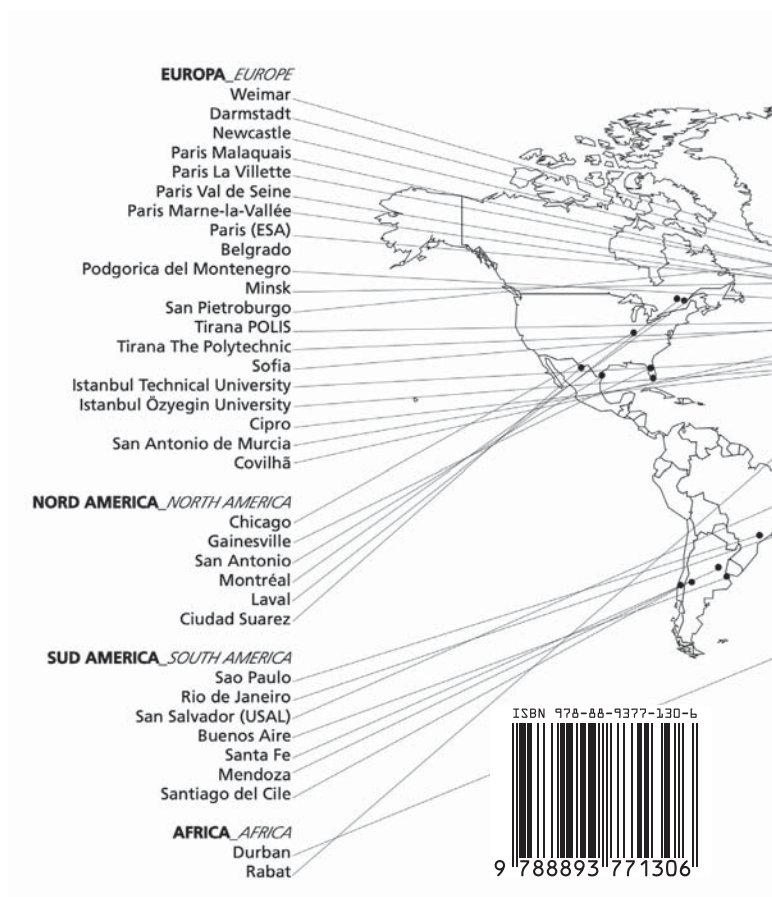 EUROPA_EUROPE
Weimar
Darmstadt
Newcastle
Paris Malaquais
Paris La Villette
Paris Val de Seine
Paris Marne-la-Vallée
Paris (ESA)
Belgrado
Podgorica del Montenegro
Minsk
San Pietroburgo
Tirana POLIS
Tirana The Polytechnic
Sofia
Istanbul Technical University
Istanbul Özyegin University
Cipro
San Antonio de Murcia
Covilhã
NORD AMERICA_NORTH AMERICA
Chicago
Gainesville
San Antonio
Montréal
Laval
Ciudad Suarez
SUD AMERICA_SOUTH AMERICA
Sao Paulo
Rio de Janeiro
San Salvador (USAL)
Buenos Aire
Santa Fe
Mendoza
Santiago del Cile
AFRICA_AFRICA
Durban
Rabat
ISBN 978-88-9377-130-6
9 788893 771306